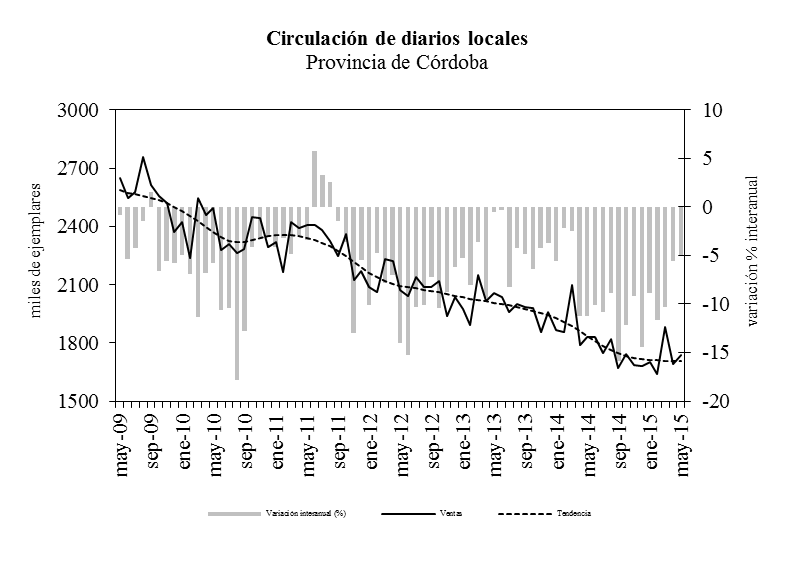 Circulación de diarios locales
Provincia de Córdoba
miles de ejemplares
3000
2700
2400
2100
1800
1500
10
5
0
-5
-10
-15
-20
variación % interanual
may-09
sep-09
ene-10
may-10
sep-10
ene-11
may-11
sep-11
ene-12
may-12
sep-12
ene-13
may-13
sep-13
ene-14
may-14
sep-14
ene-15
may-15
Variación interanual (%)
Ventas
Tendencia